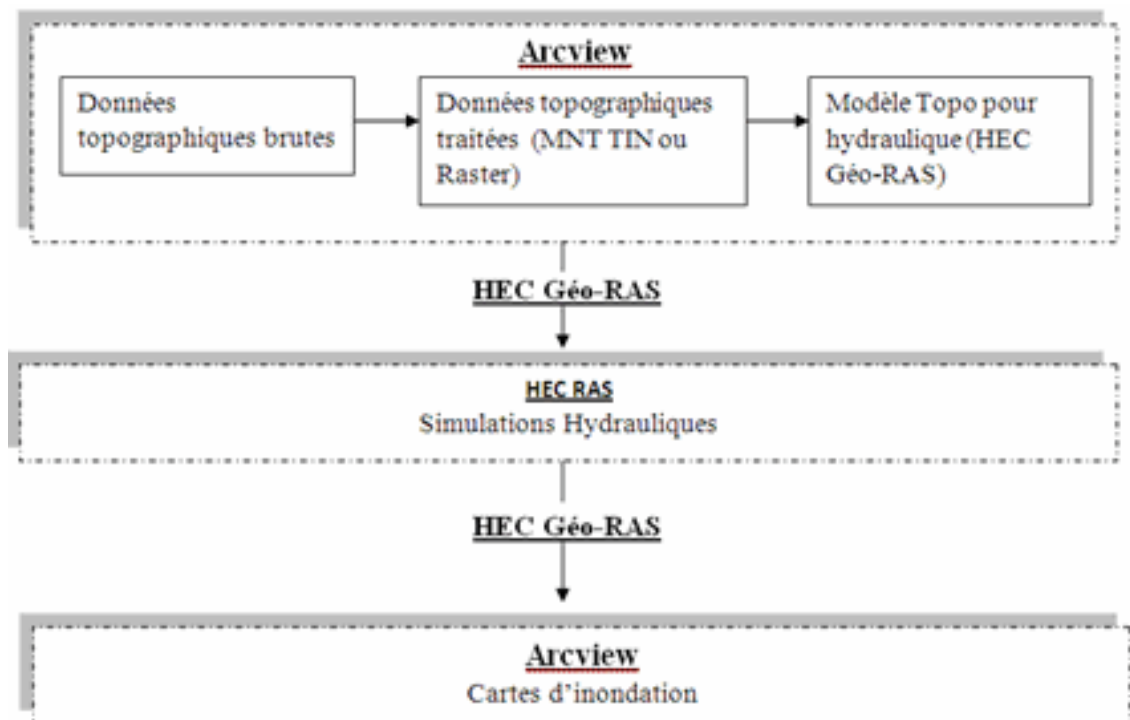 Arcview
Données
topographiques brutes
Données topographiques
traitées (MNT TIN ou
Raster)
Modèle Topo pour
hydraulique (HEC
Géo-RAS)
HEC Géo-RAS
HEC RAS
Simulations Hydrauliques
HEC Géo-RAS
Arcview
Cartes d’inondation